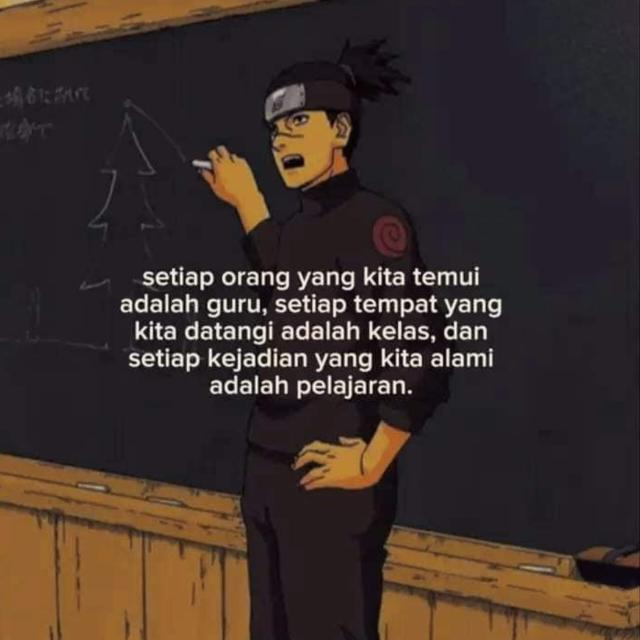 setiap orang yang kita temui
adalah guru, setiap tempat yang
kita datangi adalah kelas, dan
setiap kejadian yang kita alami
adalah pelajaran.